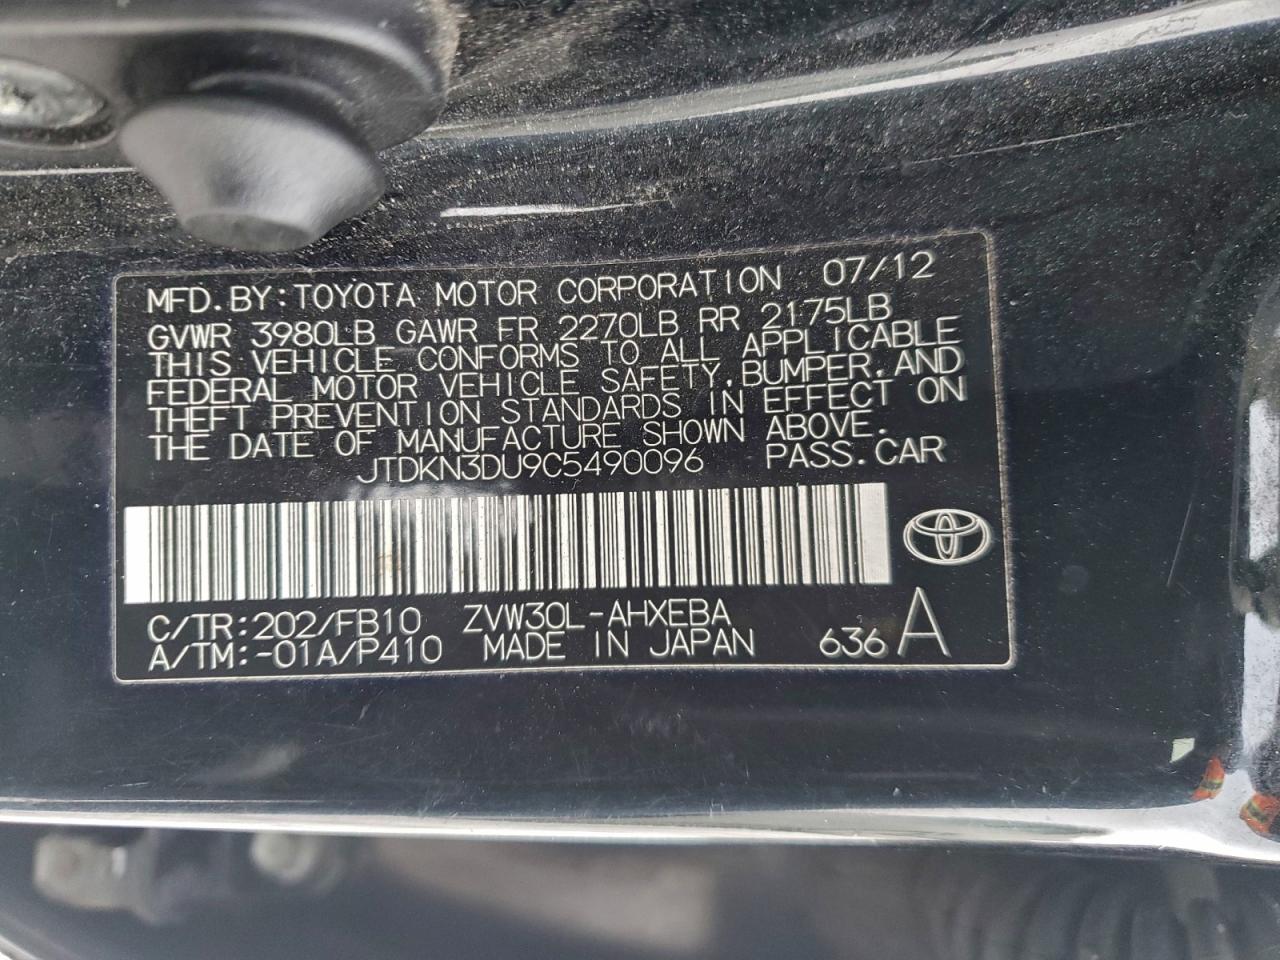 MFD.BY:TOYOTA MOTOR CORPORATION 07/12
GVWR 3980LB GAWR FR 2270LB RR 2175LB
THIS VEHICLE CONFORMS TO ALL APPLICABLE
FEDERAL MOTOR VEHICLE SAFETY,BUMPER,AND
THEFT PREVENTION STANDARDS IN EFFECT ON
THE DATE OF MANUFACTURE SHOWN ABOVE.
JTDKN3DU9C5490096 PASS.CAR
C/TR:202/FB10 ZVW30L-AHXEBA
A/TM:-01A/P410 MADE IN JAPAN 636 A